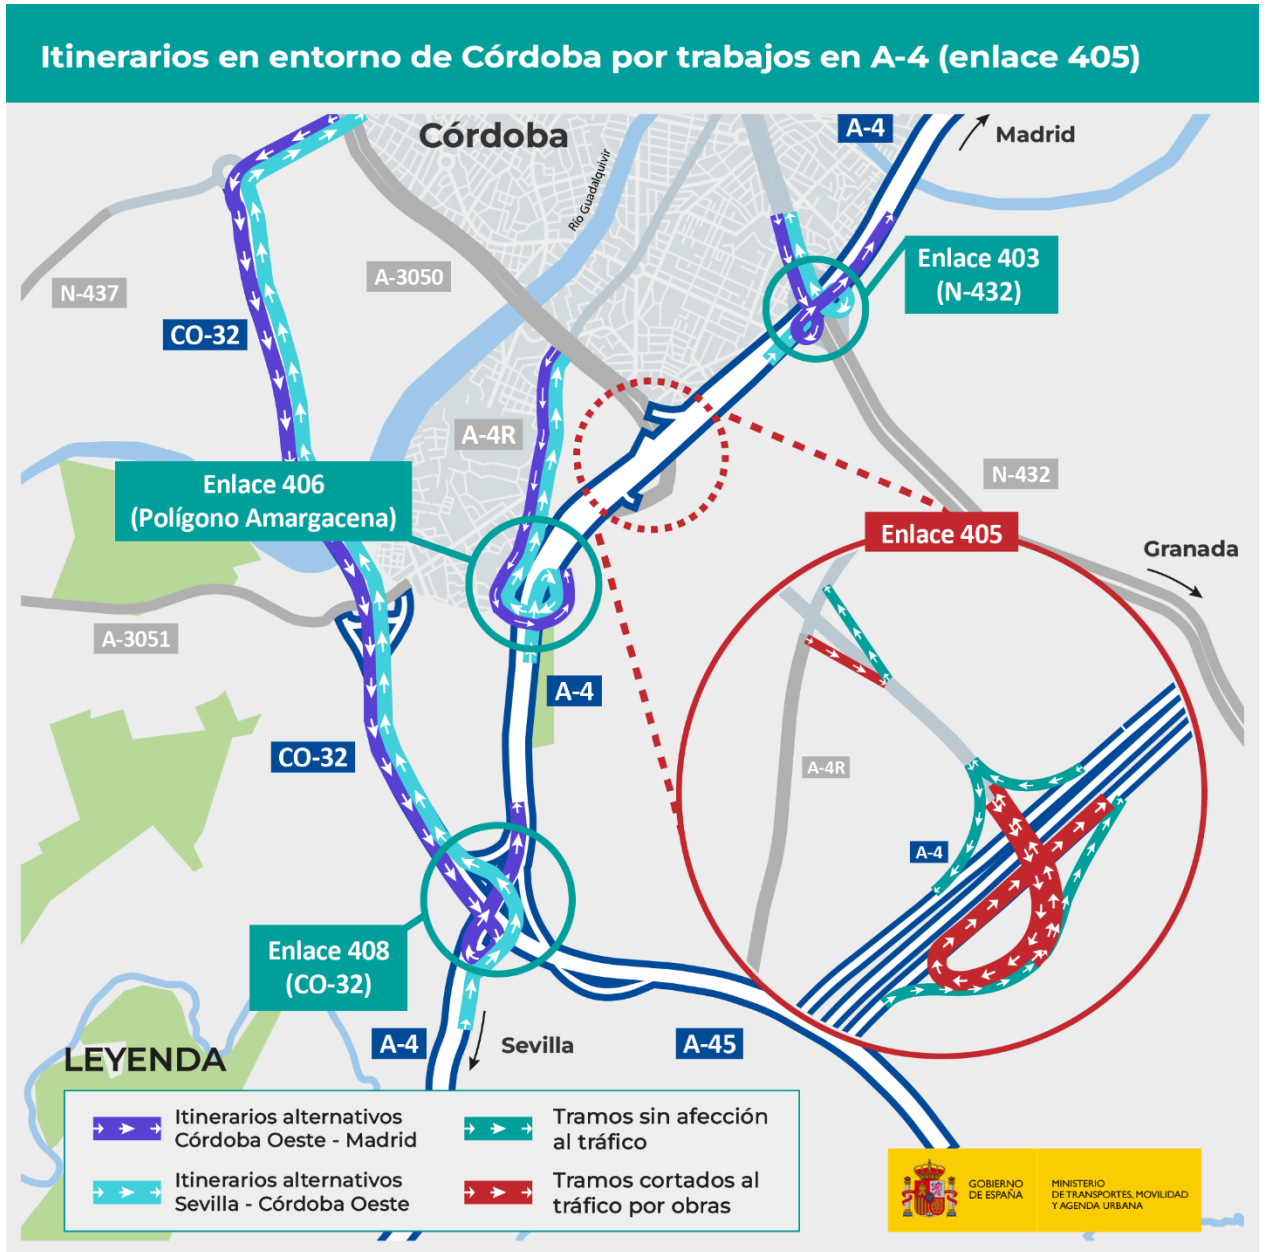 Itinerarios en entorno de Córdoba por trabajos en A-4 (enlace 405)
Córdoba
A-4
Madrid
Río Guadalquivir
Enlace 403
(N-432)
A-3050
N-437
CO-32
A-4R
Enlace 406
(Polígono Amargacena)
N-432
Enlace 405
Granada
A-3051
A-4
CO-32
A-4R
A-4
Enlace 408
(CO-32)
A-4
Sevilla
A-45
LEYENDA
Itinerarios alternativos
Córdoba Oeste - Madrid
Itinerarios alternativos
Sevilla - Córdoba Oeste
Tramos sin afección
al tráfico
Tramos cortados al
tráfico por obras
GOBIERNO
DE ESPAÑA
MINISTERIO
DE TRANSPORTES, MOVILIDAD
Y AGENDA URBANA